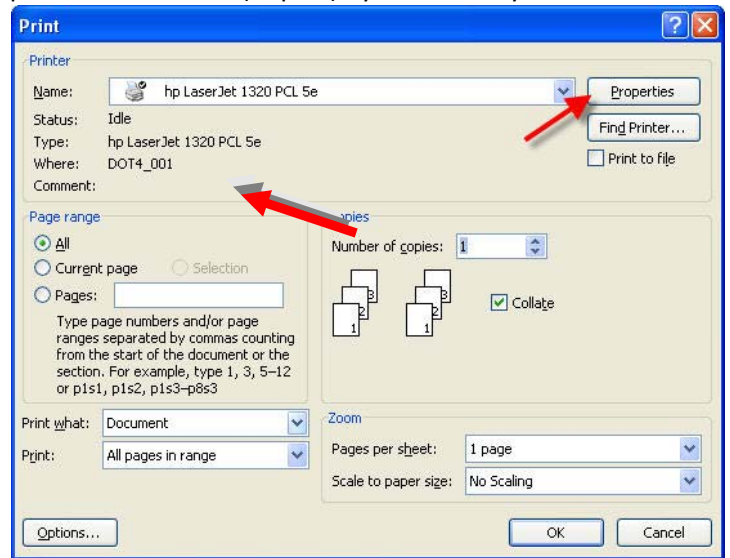 Print
Printer
Name: hp LaserJet 1320 PCL 5e Properties
Status: Idle
Find Printer...
Type: hp LaserJet 1320 PCL 5e
Where: DOT4_001 Print to file
Comment:
Page range
All
Current page Selection
Pages:
Type page numbers and/or page
ranges separated by commas counting
from the start of the document or the
section. For example, type 1, 3, 5–12
or p1s1, p1s2, p1s3–p8s3
Number of copies: 1
3 3
2 2
1 1
Collate
Print what: Document
Print: All pages in range
Zoom
Pages per sheet: 1 page
Scale to paper size: No Scaling
Options... OK Cancel